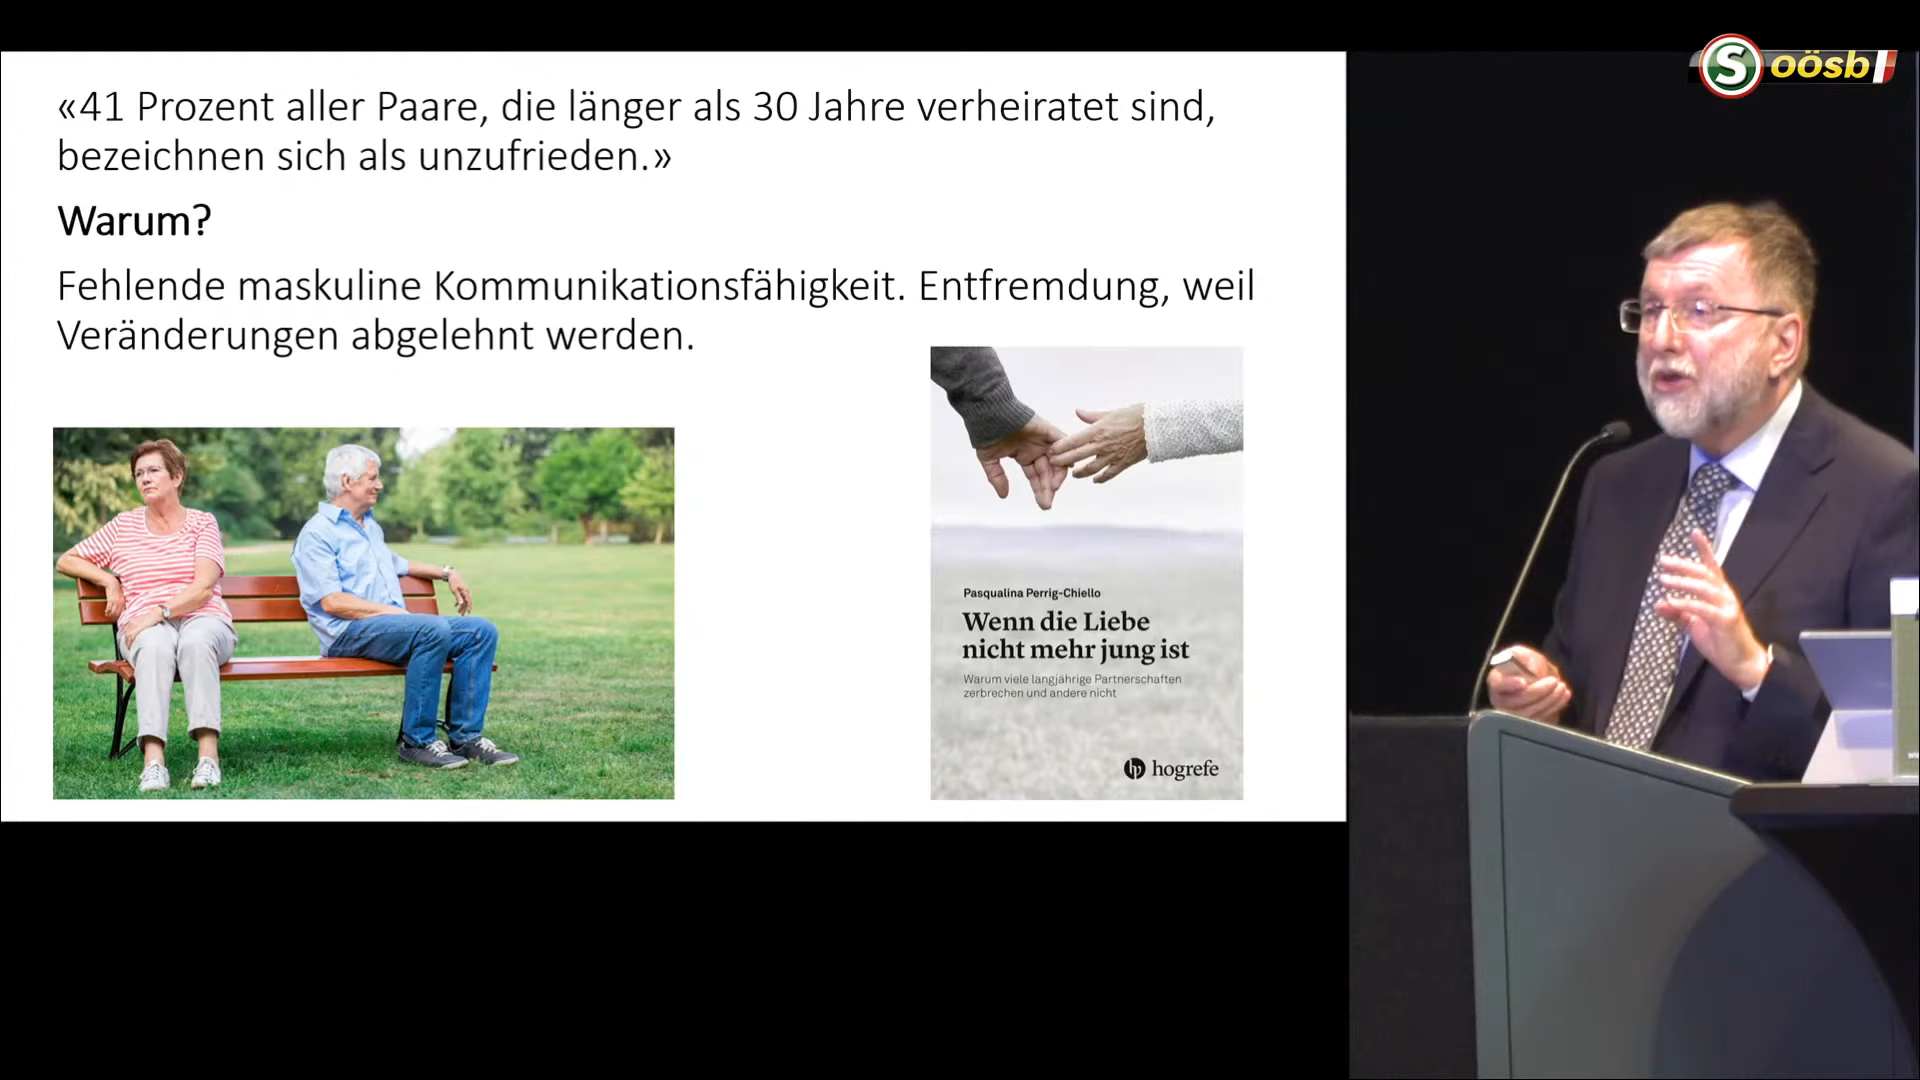 «41 Prozent aller Paare, die länger als 30 Jahre verheiratet sind,
bezeichnen sich als unzufrieden.»
Warum?
Fehlende maskuline Kommunikationsfähigkeit. Entfremdung, weil
Veränderungen abgelehnt werden.
Pasqualina Perrig-Chiello
Wenn die Liebe
nicht mehr jung ist
Warum viele langjährige Partnerschaften
zerbrechen und andere nicht
hogrefe
S oösb